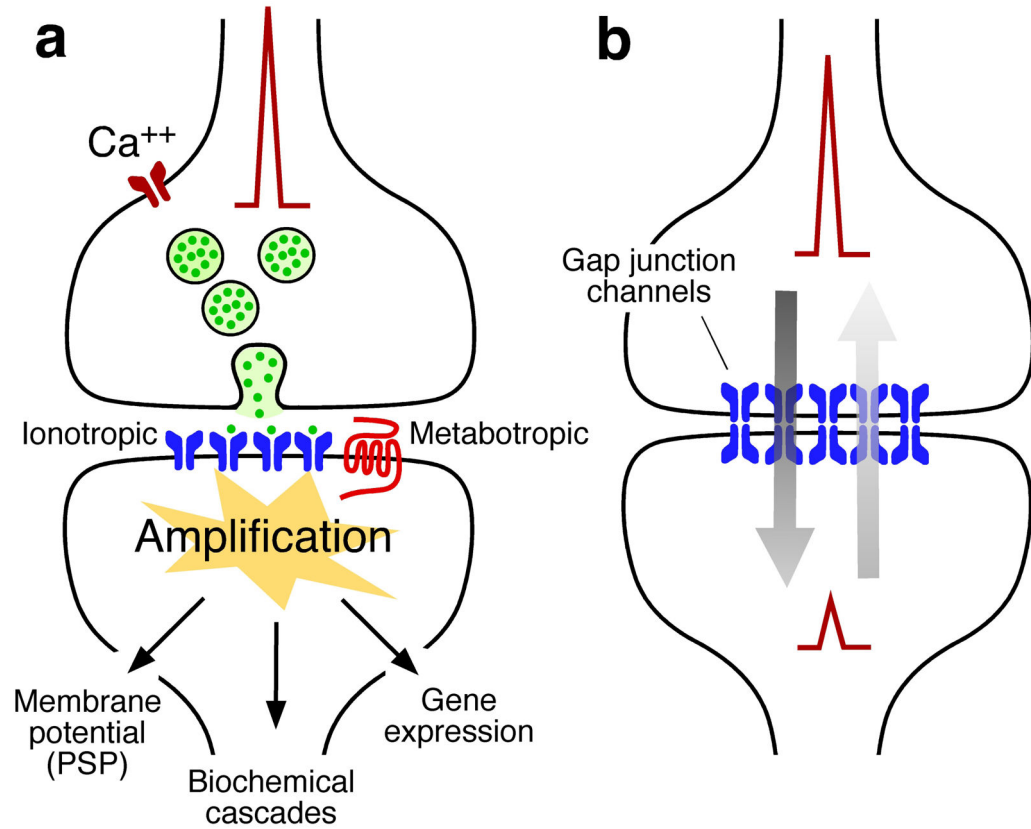 a
Ca⁺⁺
Ionotropic
Metabotropic
Amplification
Membrane
potential
(PSP)
Biochemical
cascades
Gene
expression
b
Gap junction
channels